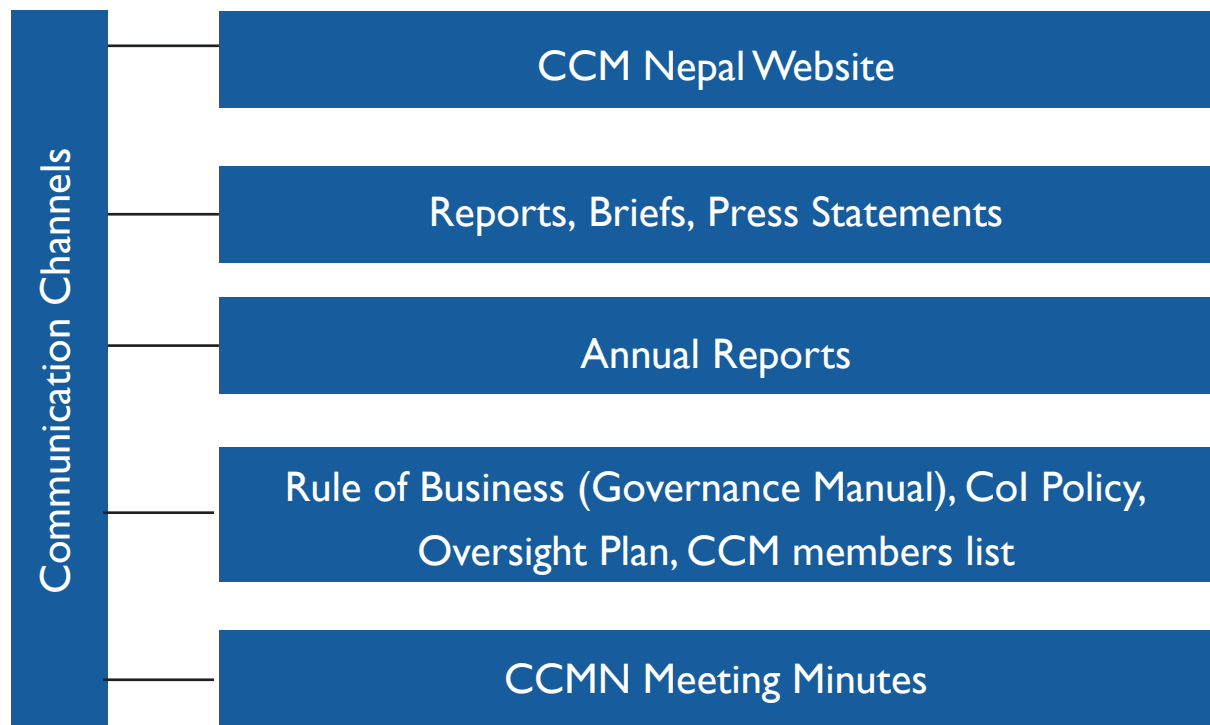 Communication Channels
CCM Nepal Website
Reports, Briefs, Press Statements
Annual Reports
Rule of Business (Governance Manual), CoI Policy,
Oversight Plan, CCM members list
CCMN Meeting Minutes